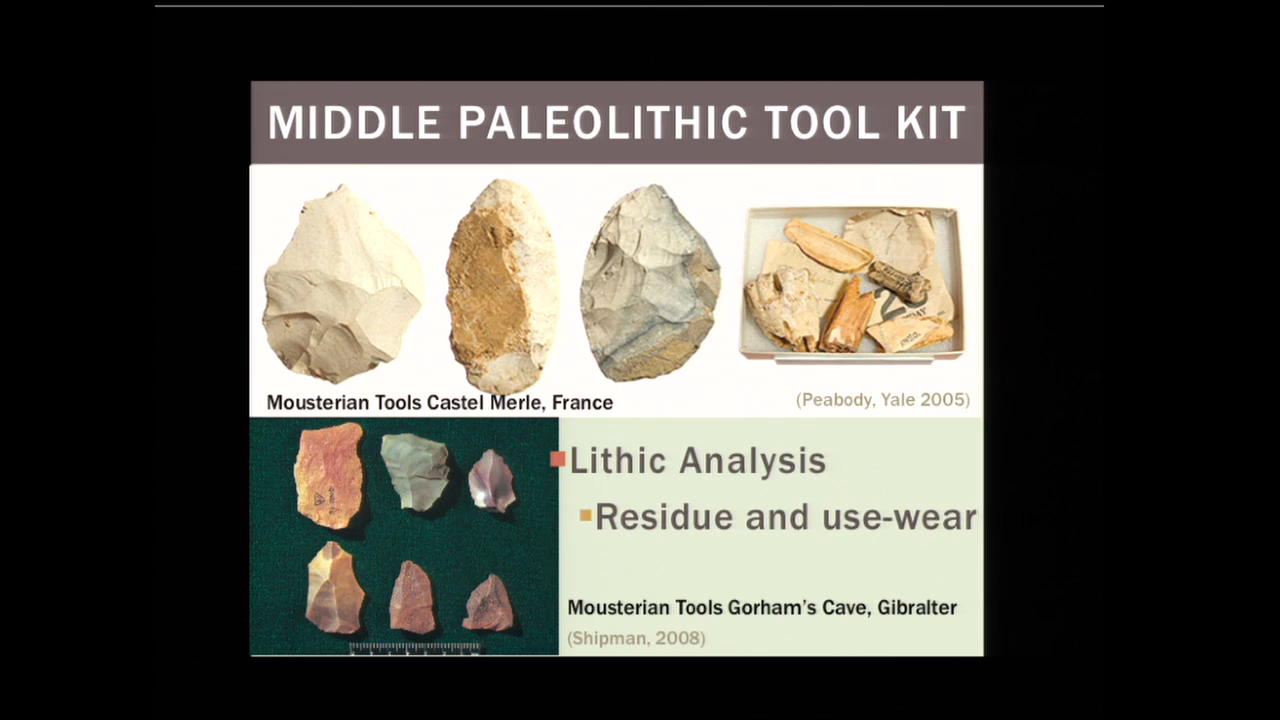 MIDDLE PALEOLITHIC TOOL KIT
Mousterian Tools Castel Merle, France
(Peabody, Yale 2005)
Lithic Analysis
Residue and use-wear
Mousterian Tools Gorham's Cave, Gibralter
(Shipman, 2008)